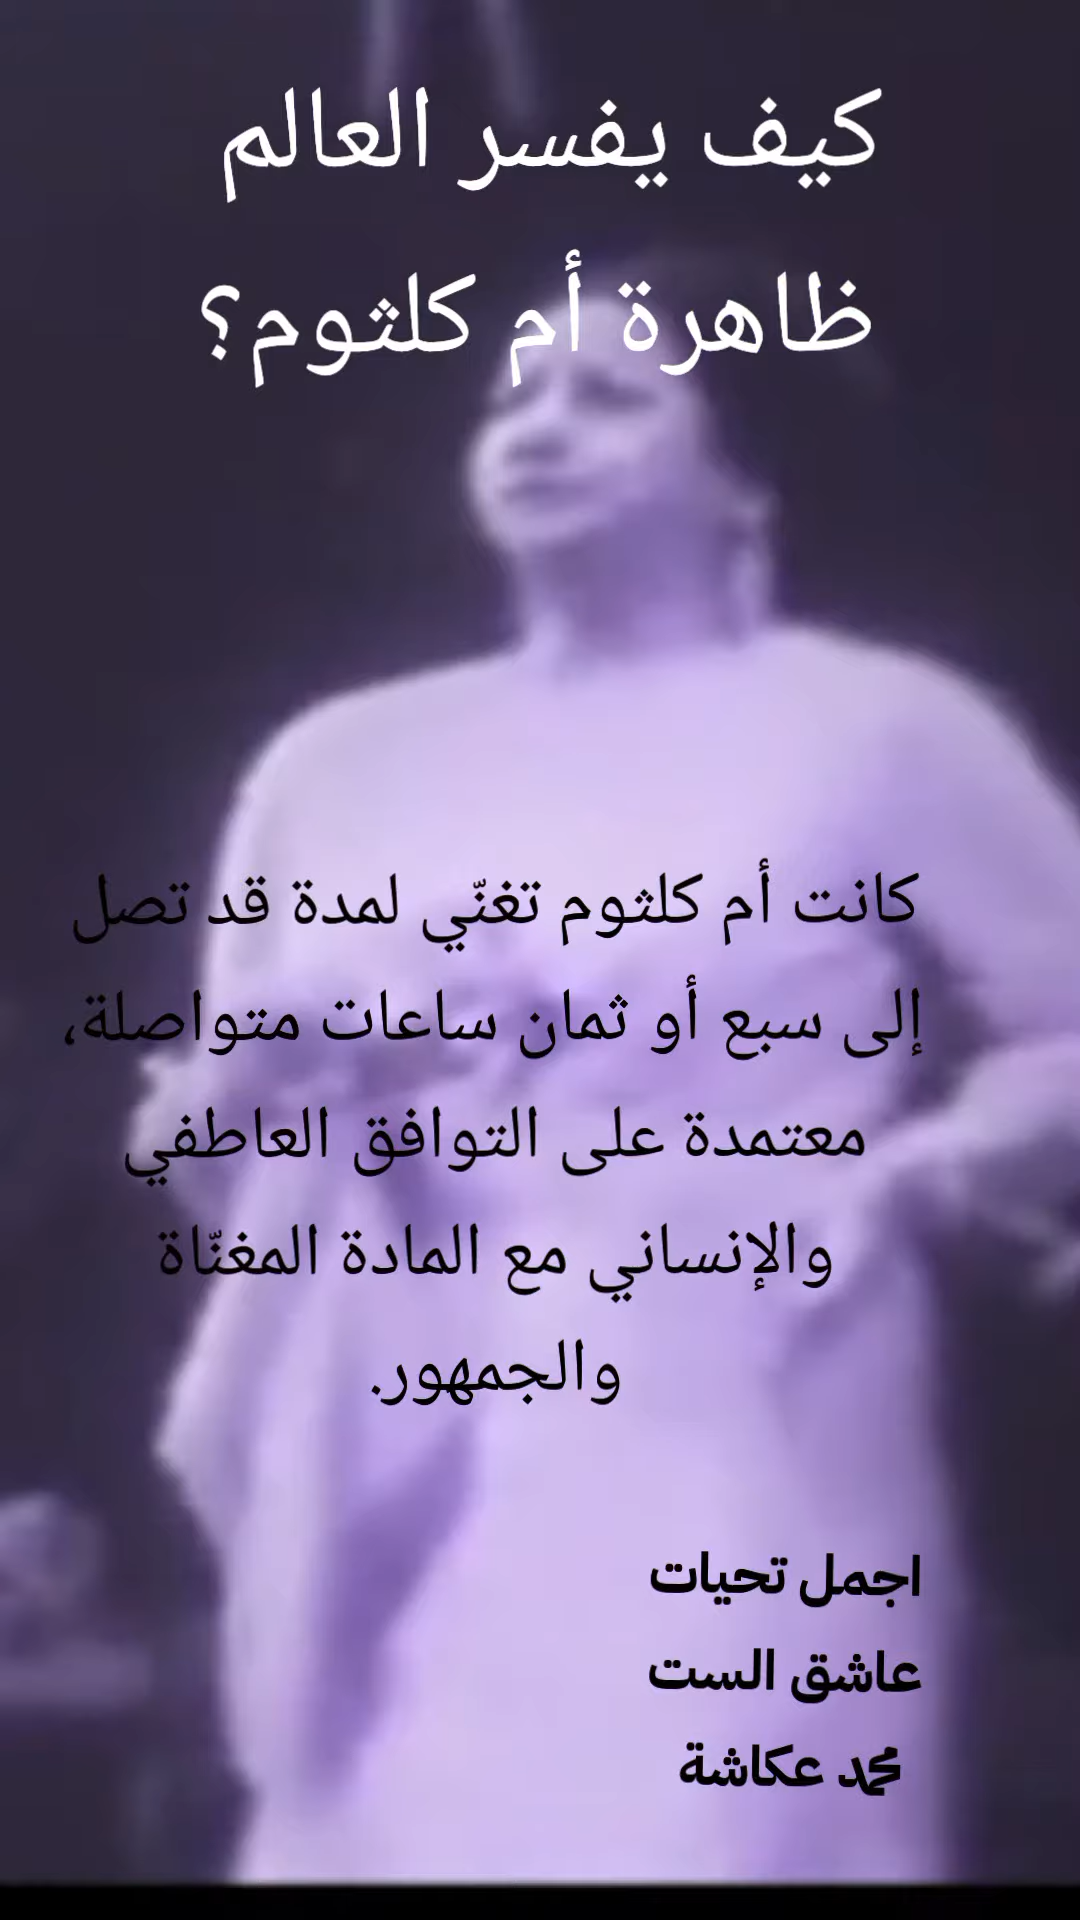 كيف يفسر العالم
ظاهرة أم كلثوم؟
كانت أم كلثوم تغنّي لمدة قد تصل
إلى سبع أو ثمان ساعات متواصلة،
معتمدة على التوافق العاطفي
والإنساني مع المادة المغنّاة
والجمهور.
اجمل تحيات
عاشق الست
محمد عكاشة